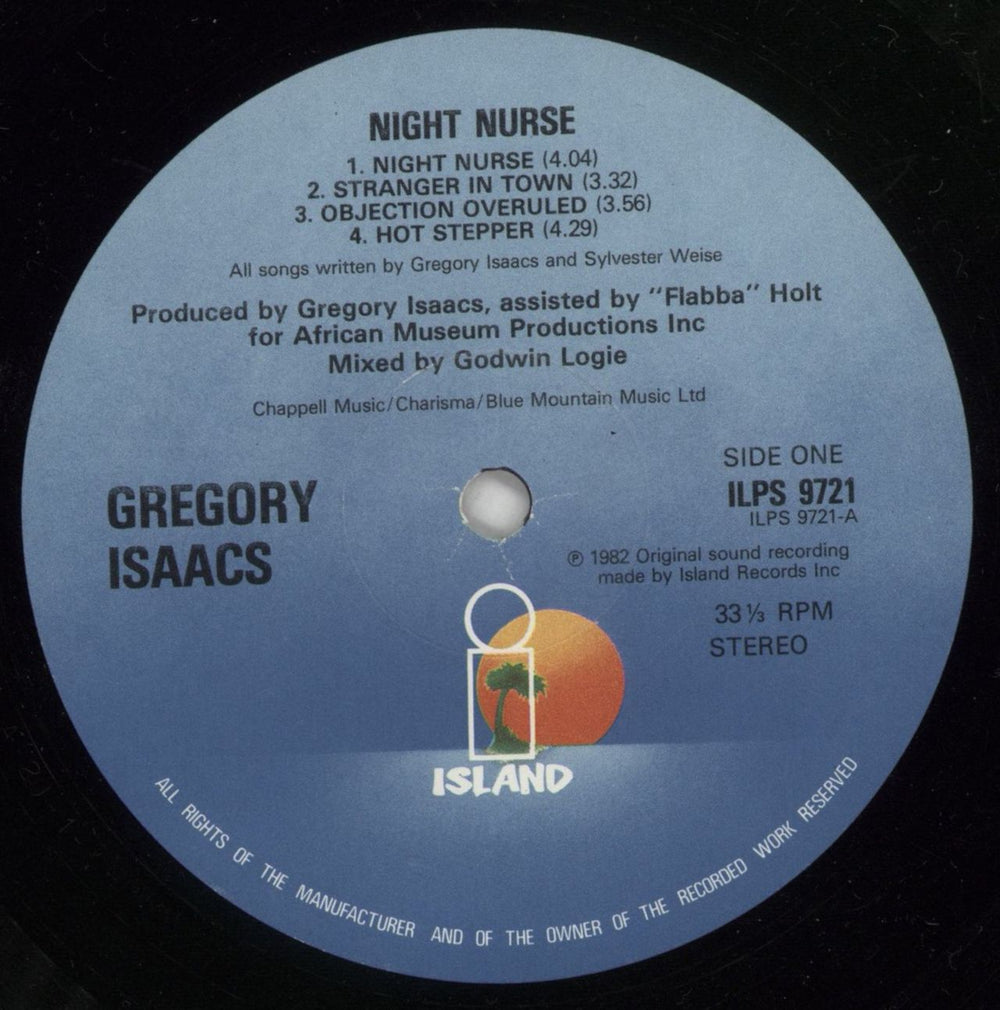 NIGHT NURSE
1. NIGHT NURSE (4.04)
2. STRANGER IN TOWN (3.32)
3. OBJECTION OVERULED (3.56)
4. HOT STEPPER (4.29)
All songs written by Gregory Isaacs and Sylvester Weise
Produced by Gregory Isaacs, assisted by "Flabba" Holt
for African Museum Productions Inc
Mixed by Godwin Logie
Chappell Music/Charisma/Blue Mountain Music Ltd
GREGORY
ISAACS
SIDE ONE
ILPS 9721
ILPS 9721-A
℗ 1982 Original sound recording
made by Island Records Inc
33⅓ RPM
STEREO
i
ISLAND
ALL RIGHTS OF THE MANUFACTURER AND OF THE OWNER OF THE RECORDED WORK RESERVED